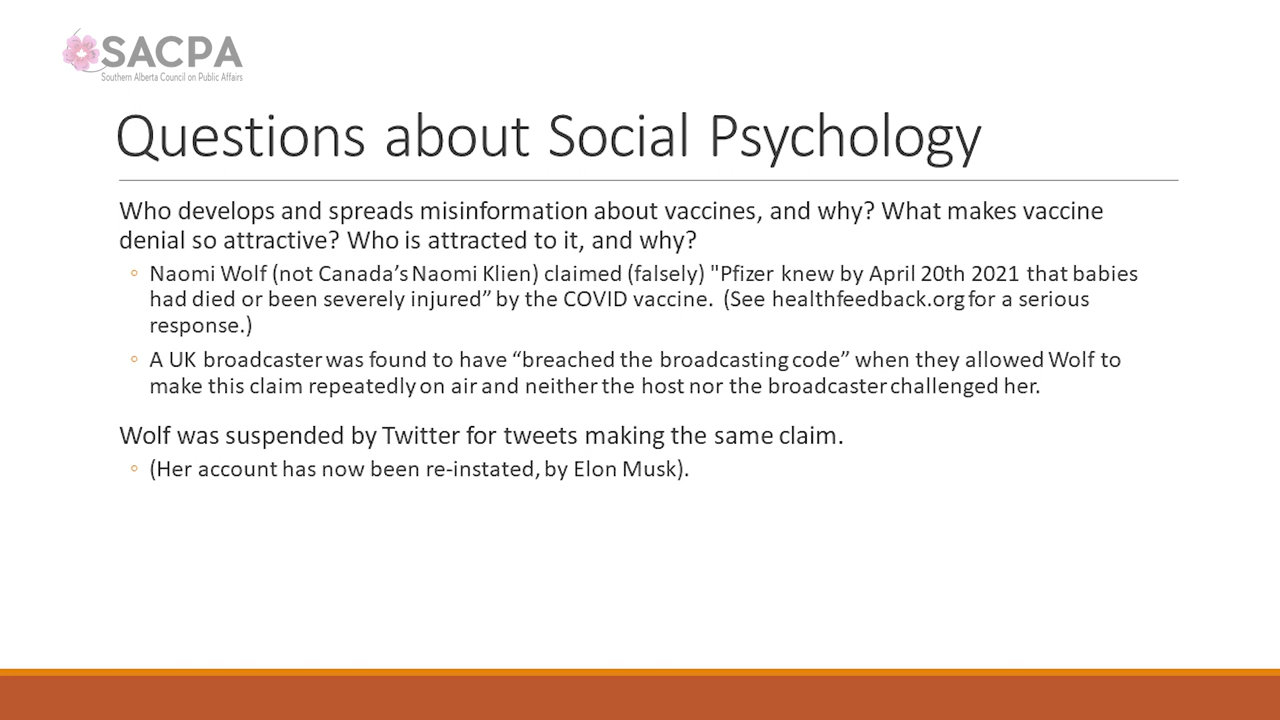 SACPA
Southern Alberta Council on Public Affairs
Questions about Social Psychology
Who develops and spreads misinformation about vaccines, and why? What makes vaccine
denial so attractive? Who is attracted to it, and why?
◦ Naomi Wolf (not Canada’s Naomi Klien) claimed (falsely) "Pfizer knew by April 20th 2021 that babies
had died or been severely injured” by the COVID vaccine. (See healthfeedback.org for a serious
response.)
◦ A UK broadcaster was found to have “breached the broadcasting code” when they allowed Wolf to
make this claim repeatedly on air and neither the host nor the broadcaster challenged her.
Wolf was suspended by Twitter for tweets making the same claim.
◦ (Her account has now been re-instated, by Elon Musk).